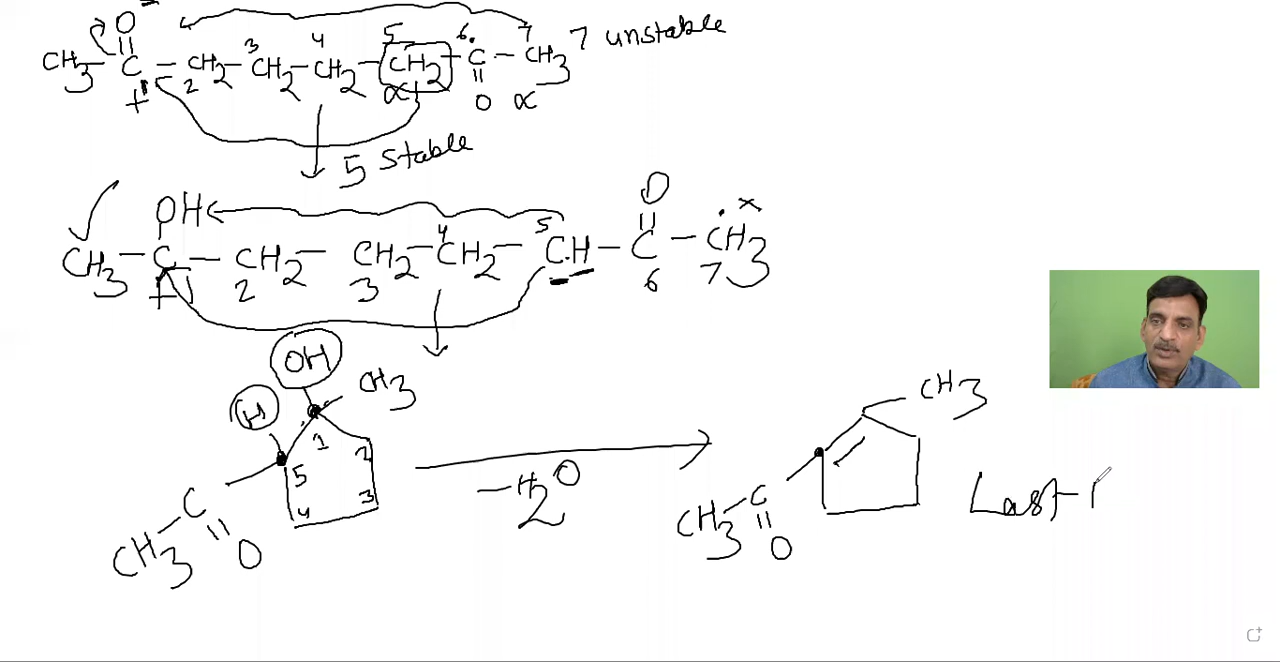 O
CH3 - C - CH2 - CH2 - CH2 - CH2 - C - CH3 7 unstable
+ 2 3 4 5 6 7
α O α
5 Stable
OH O x
CH3 - C - CH2 - CH2 - CH2 - CH - C - CH3
+ 2 3 4 5 6 7
OH
H CH3 CH3
1 2 3 4 5
-H2O
C CH3 O
CH3 C O
Last-